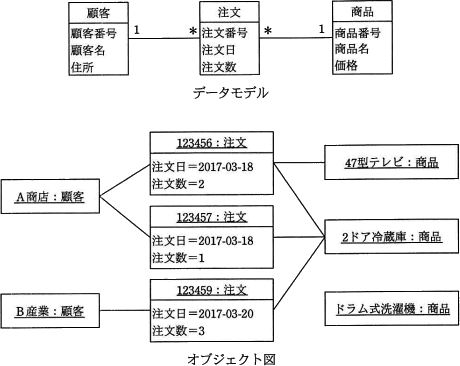 顧客
注文
商品
顧客番号
顧客名
住所
1
*
注文番号
注文日
注文数
*
1
商品番号
商品名
価格
データモデル
123456：注文
注文日＝2017-03-18
注文数＝2
47型テレビ：商品
A商店：顧客
123457：注文
注文日＝2017-03-18
注文数＝1
2ドア冷蔵庫：商品
B産業：顧客
123459：注文
注文日＝2017-03-20
注文数＝3
ドラム式洗濯機：商品
オブジェクト図